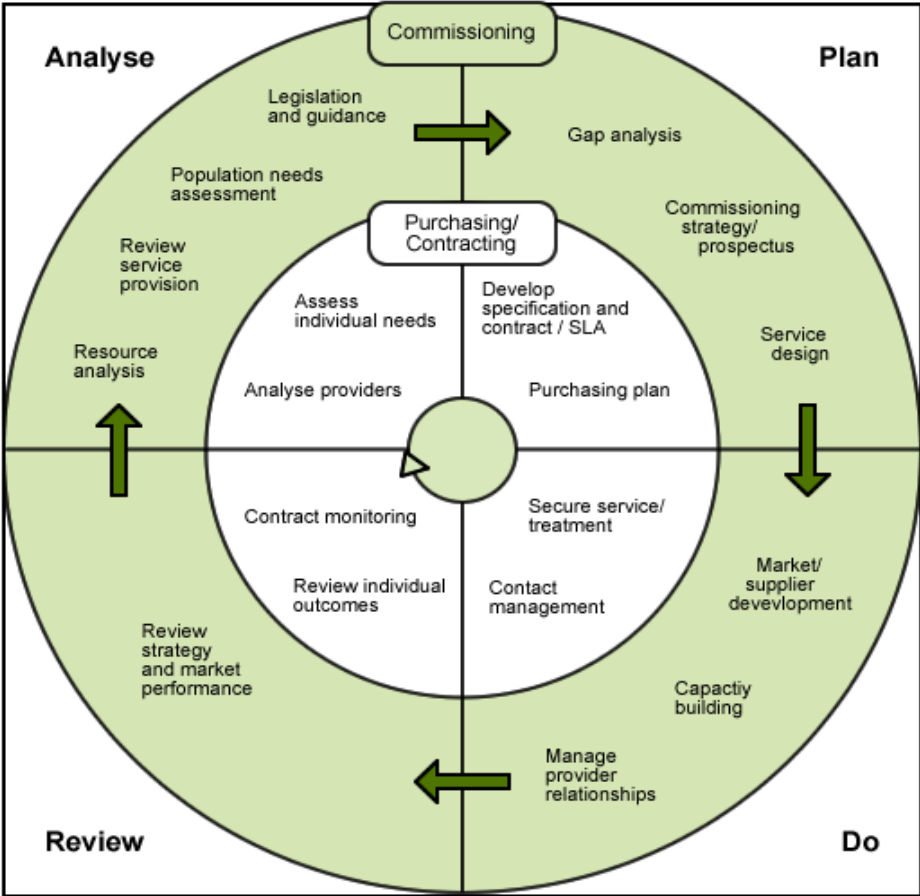 Analyse
Commissioning
Plan
Legislation
and guidance
Gap analysis
Population needs
assessment
Commissioning
strategy/
prospectus
Review
service
provision
Purchasing/
Contracting
Assess
individual needs
Develop
specification and
contract / SLA
Resource
analysis
Service
design
Analyse providers
Purchasing plan
Contract monitoring
Secure service/
treatment
Review individual
outcomes
Contact
management
Market/
supplier
devevlopment
Review
strategy
and market
performance
Capactiy
building
Manage
provider
relationships
Review
Do